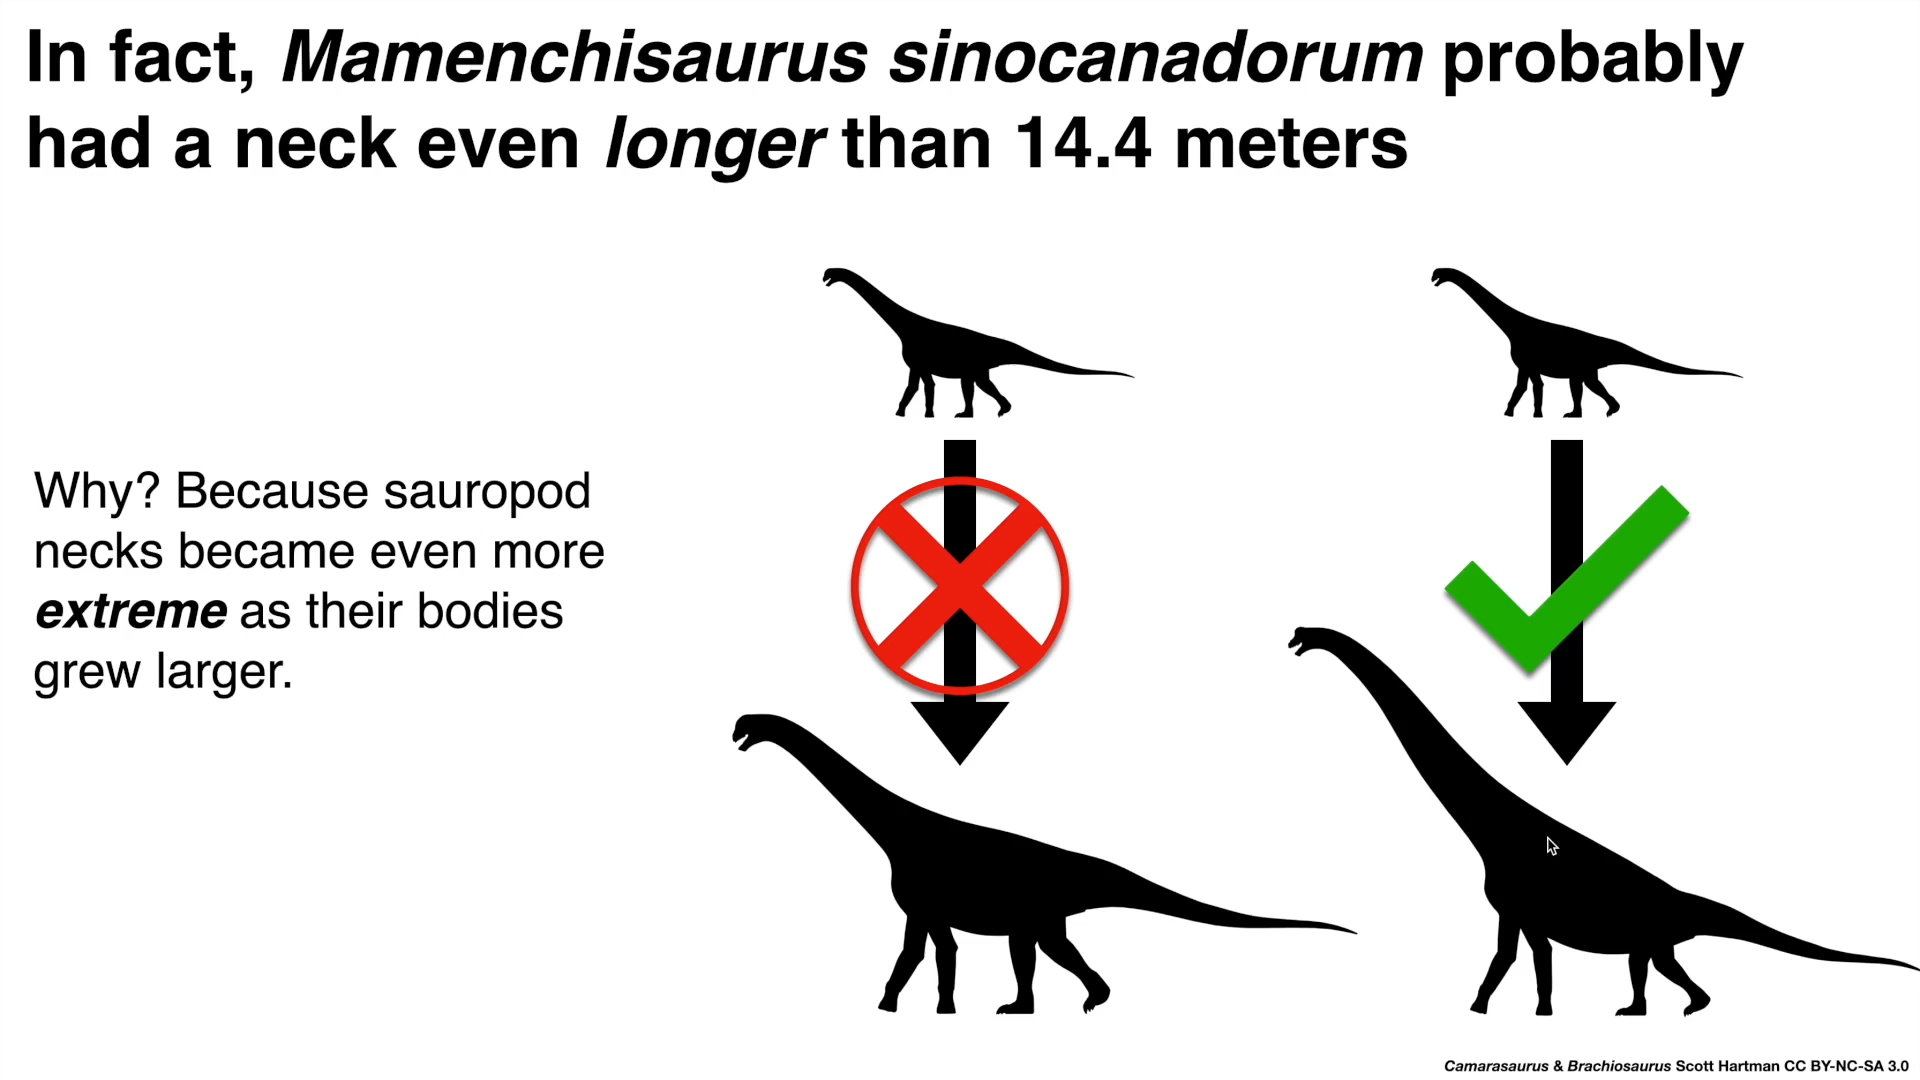 In fact, Mamenchisaurus sinocanadorum probably
had a neck even longer than 14.4 meters
Why? Because sauropod
necks became even more
extreme as their bodies
grew larger.
Camarasaurus & Brachiosaurus Scott Hartman CC BY-NC-SA 3.0